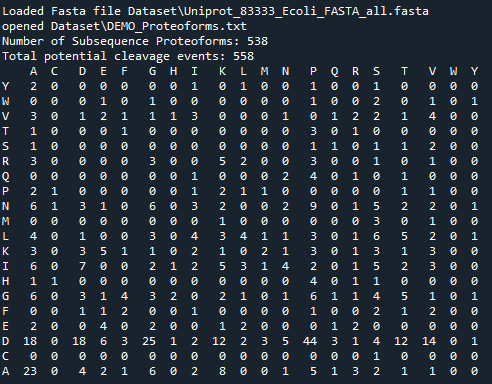 Loaded Fasta file Dataset\Uniprot_83333_Ecoli_FASTA_all.fasta
opened Dataset\DEMO_Proteoforms.txt
Number of Subsequence Proteoforms: 538
Total potential cleavage events: 558
A C D E F G H I K L M N P Q R S T V W Y
Y 2 0 0 0 0 0 0 1 0 1 0 0 1 0 0 1 0 0 0 0
W 0 0 0 1 0 1 0 0 0 0 0 0 1 0 0 2 0 1 0 1
V 3 0 1 2 1 1 1 3 0 0 0 1 0 1 2 2 1 4 0 0
T 1 0 0 0 1 0 0 0 0 0 0 0 3 0 1 0 0 0 0 0
S 1 0 0 0 0 0 0 0 0 0 0 0 1 1 0 1 1 2 0 0
R 3 0 0 0 0 3 0 0 5 2 0 0 3 0 0 1 0 1 0 0
Q 0 0 0 0 0 0 0 1 0 0 0 2 4 0 1 0 1 0 0 0
P 2 1 0 0 0 0 0 1 2 1 1 0 0 0 0 0 1 1 0 0
N 6 1 3 1 0 6 0 3 2 0 0 2 9 0 1 5 2 2 0 1
M 0 0 0 0 0 0 0 0 1 0 0 0 0 0 0 3 0 1 0 0
L 4 0 1 0 0 3 0 4 3 4 1 1 3 0 1 6 5 2 0 1
K 3 0 3 5 1 1 0 2 1 0 2 1 3 0 1 3 1 3 0 0
I 6 0 7 0 0 2 1 2 5 3 1 4 2 0 1 5 2 3 0 0
H 1 1 0 0 0 0 0 0 0 0 0 0 4 0 1 1 0 0 0 0
G 6 0 3 1 4 3 2 0 2 1 0 1 6 1 1 4 5 1 0 1
F 0 0 1 1 2 0 0 1 0 0 0 0 1 0 0 2 1 2 0 0
E 2 0 0 4 0 2 0 0 1 2 0 0 0 1 2 0 0 0 0 0
D 18 0 18 6 3 25 1 2 12 2 3 5 44 3 1 4 12 14 0 1
C 0 0 0 0 0 0 0 0 0 0 0 0 0 0 0 1 0 0 0 0
A 23 0 4 2 1 6 0 2 8 0 0 1 5 1 3 2 1 1 0 0